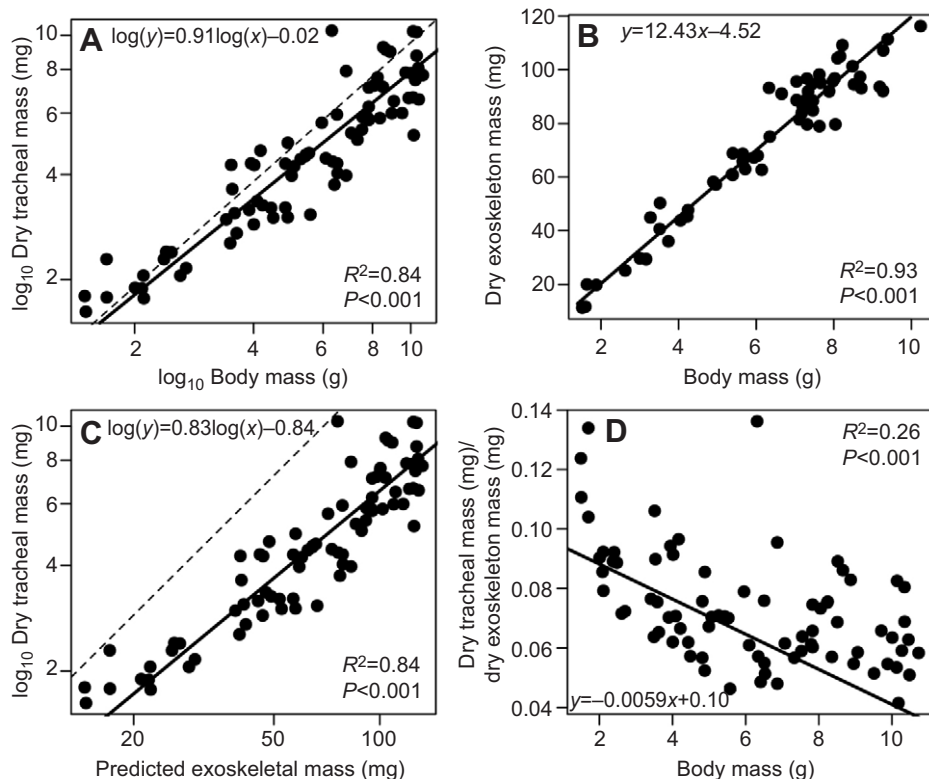 A
log(y)=0.91log(x)–0.02
log₁₀ Dry tracheal mass (mg)
10
8
6
4
2
R²=0.84
P<0.001
2
4
6
8
10
log₁₀ Body mass (g)
B
y=12.43x–4.52
Dry exoskeleton mass (mg)
120
100
80
60
40
20
R²=0.93
P<0.001
2
4
6
8
10
Body mass (g)
C
log(y)=0.83log(x)–0.84
log₁₀ Dry tracheal mass (mg)
10
8
6
4
2
R²=0.84
P<0.001
20
50
100
Predicted exoskeletal mass (mg)
D
R²=0.26
P<0.001
Dry tracheal mass (mg)/
dry exoskeleton mass (mg)
0.14
0.12
0.10
0.08
0.06
0.04
y=–0.0059x+0.10
2
4
6
8
10
Body mass (g)